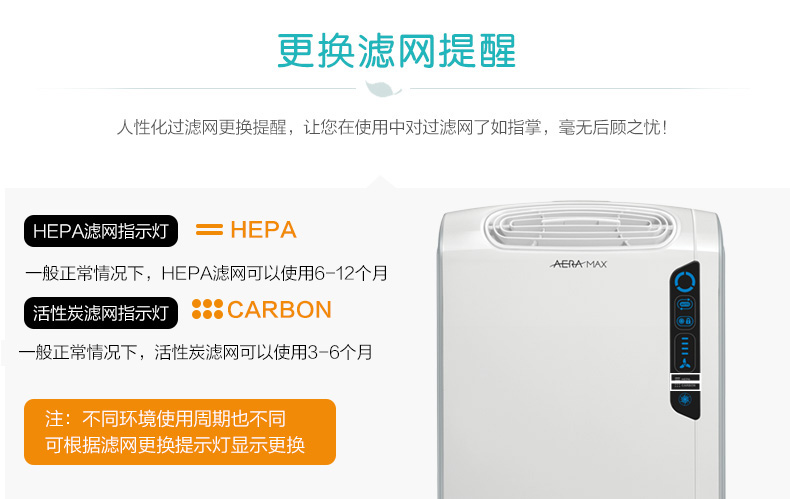 更换滤网提醒
人性化过滤网更换提醒，让您在使用中对过滤网了如指掌，毫无后顾之忧！
HEPA滤网指示灯
HEPA
一般正常情况下，HEPA滤网可以使用6-12个月
活性炭滤网指示灯
CARBON
一般正常情况下，活性炭滤网可以使用3-6个月
注：不同环境使用周期也不同
可根据滤网更换提示灯显示更换
AERAMAX